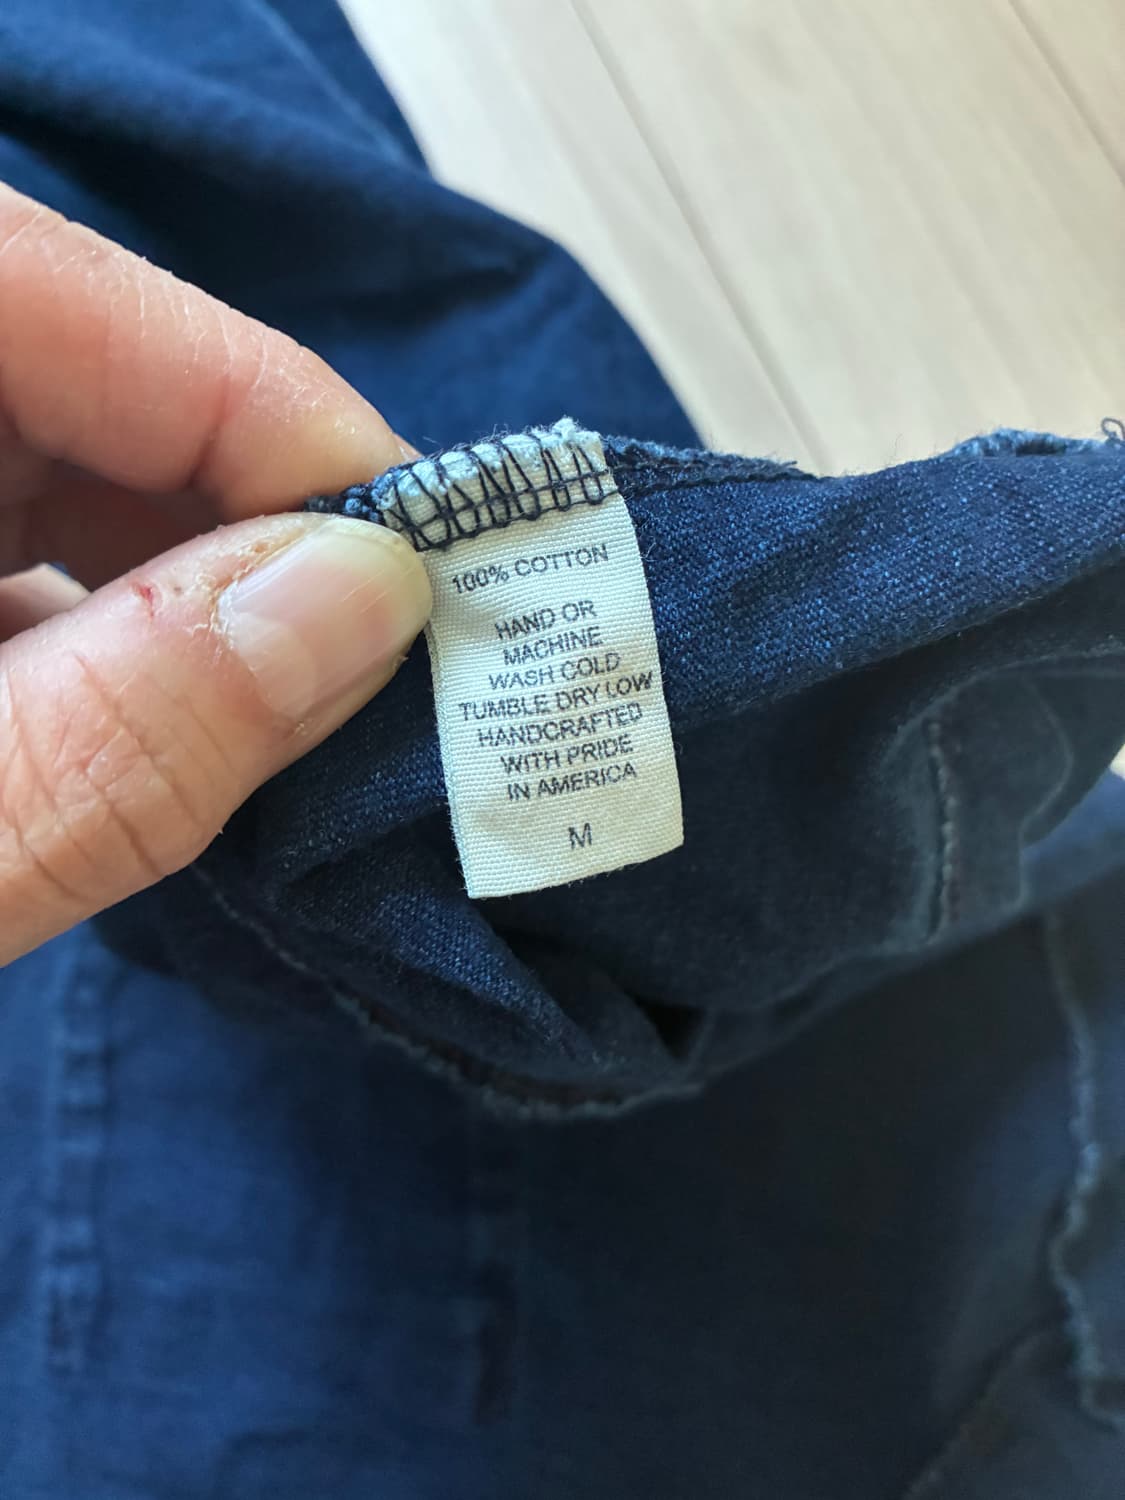 100% COTTON
HAND OR
MACHINE
WASH COLD
TUMBLE DRY LOW
HANDCRAFTED
WITH PRIDE
IN AMERICA
M